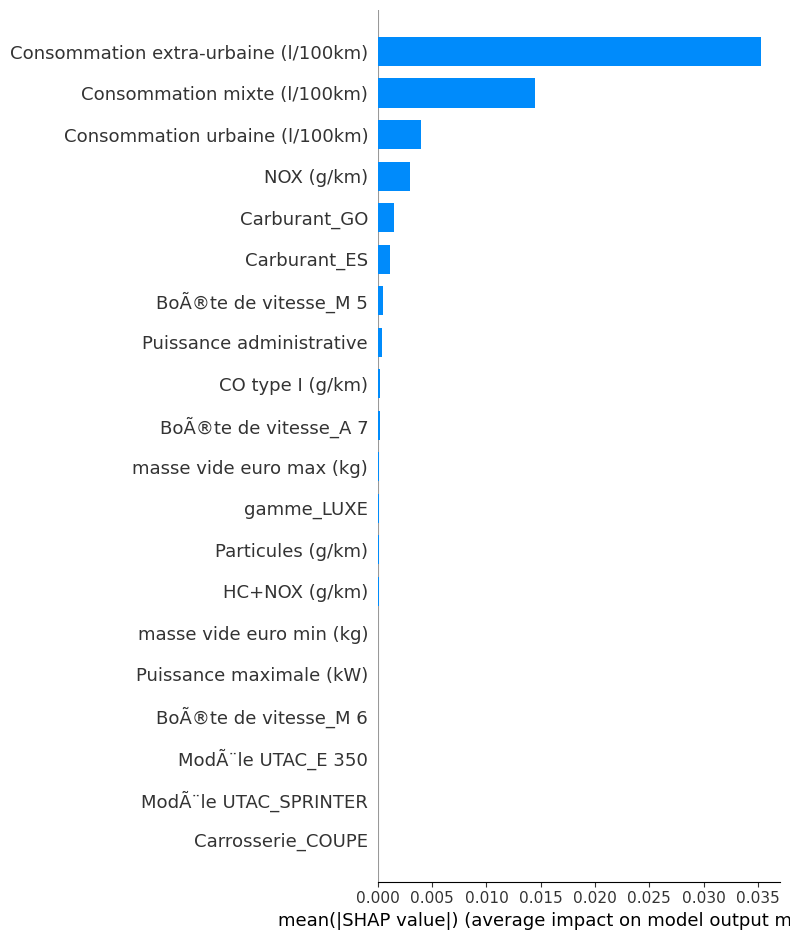 Consommation extra-urbaine (l/100km)
Consommation mixte (l/100km)
Consommation urbaine (l/100km)
NOX (g/km)
Carburant_GO
Carburant_ES
BoÃ®te de vitesse_M 5
Puissance administrative
CO type I (g/km)
BoÃ®te de vitesse_A 7
masse vide euro max (kg)
gamme_LUXE
Particules (g/km)
HC+NOX (g/km)
masse vide euro min (kg)
Puissance maximale (kW)
BoÃ®te de vitesse_M 6
ModÃ¨le UTAC_E 350
ModÃ¨le UTAC_SPRINTER
Carrosserie_COUPE
0.000 0.005 0.010 0.015 0.020 0.025 0.030 0.035
mean(|SHAP value|) (average impact on model output m